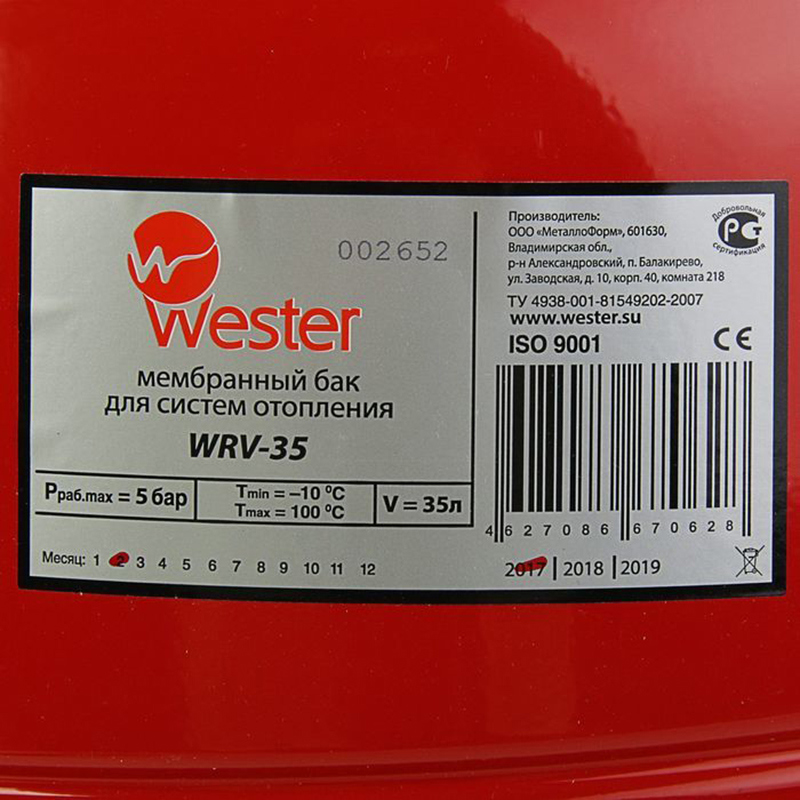 002652
Wester
мембранный бак
для систем отопления
WRV-35
Pраб.max = 5 бар
Tmin = –10 ⁰C
Tmax = 100 ⁰C
V = 35л
Месяц: 1 2 3 4 5 6 7 8 9 10 11 12
Производитель:
ООО «МеталлоФорм», 601630,
Владимирская обл.,
р-н Александровский, п. Балакирево,
ул. Заводская, д. 10, корп. 40, комната 218
ТУ 4938-001-81549202-2007
www.wester.su
ISO 9001
Добровольная
РСТ
сертификация
CE
4 627086 670628
2017 | 2018 | 2019